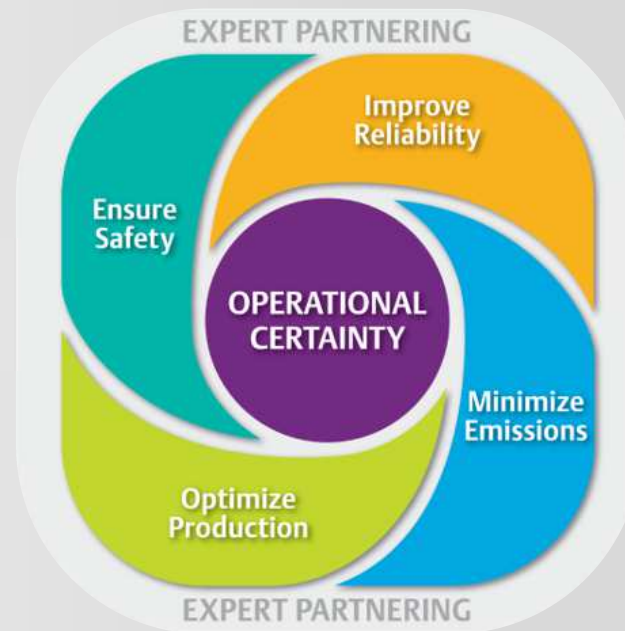 EXPERT PARTNERING
Improve
Reliability
Ensure
Safety
OPERATIONAL
CERTAINTY
Minimize
Emissions
Optimize
Production
EXPERT PARTNERING